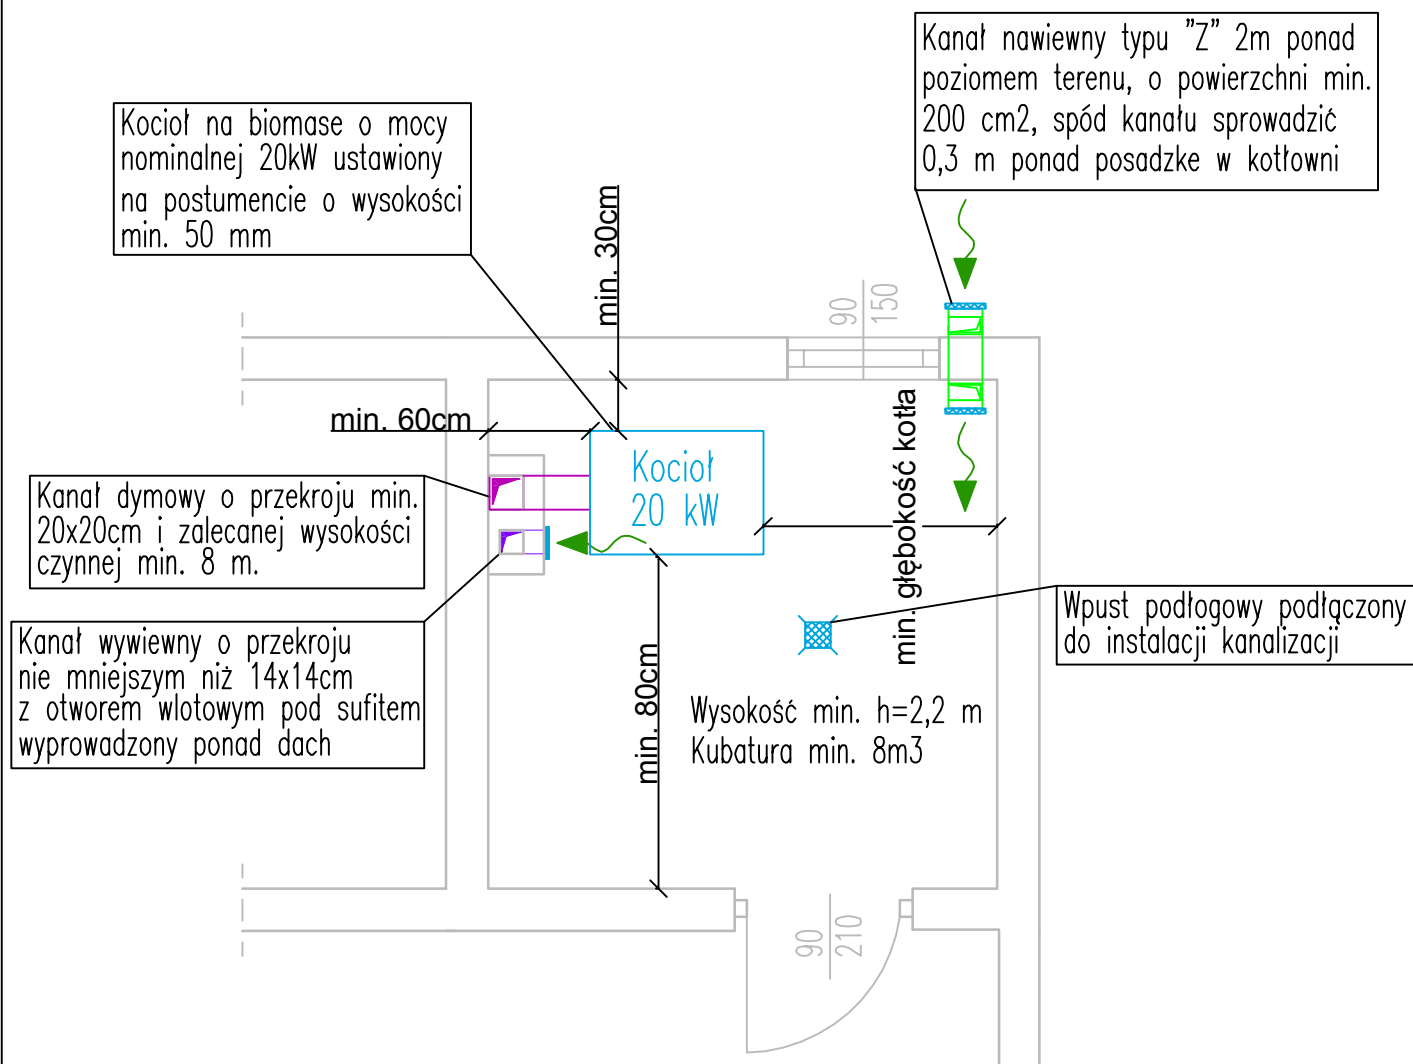 Kanał nawiewny typu "Z" 2m ponad
poziomem terenu, o powierzchni min.
200 cm2, spód kanału sprowadzić
0,3 m ponad posadzke w kotłowni
Kocioł na biomase o mocy
nominalnej 20kW ustawiony
na postumencie o wysokości
min. 50 mm
min. 30cm
90
150
min. 60cm
min. głębokość kotła
Kocioł
20 kW
Kanał dymowy o przekroju min.
20x20cm i zalecanej wysokości
czynnej min. 8 m.
Wpust podłogowy podłączony
do instalacji kanalizacji
Kanał wywiewny o przekroju
nie mniejszym niż 14x14cm
z otworem wlotowym pod sufitem
wyprowadzony ponad dach
min. 80cm
Wysokość min. h=2,2 m
Kubatura min. 8m3
90
210